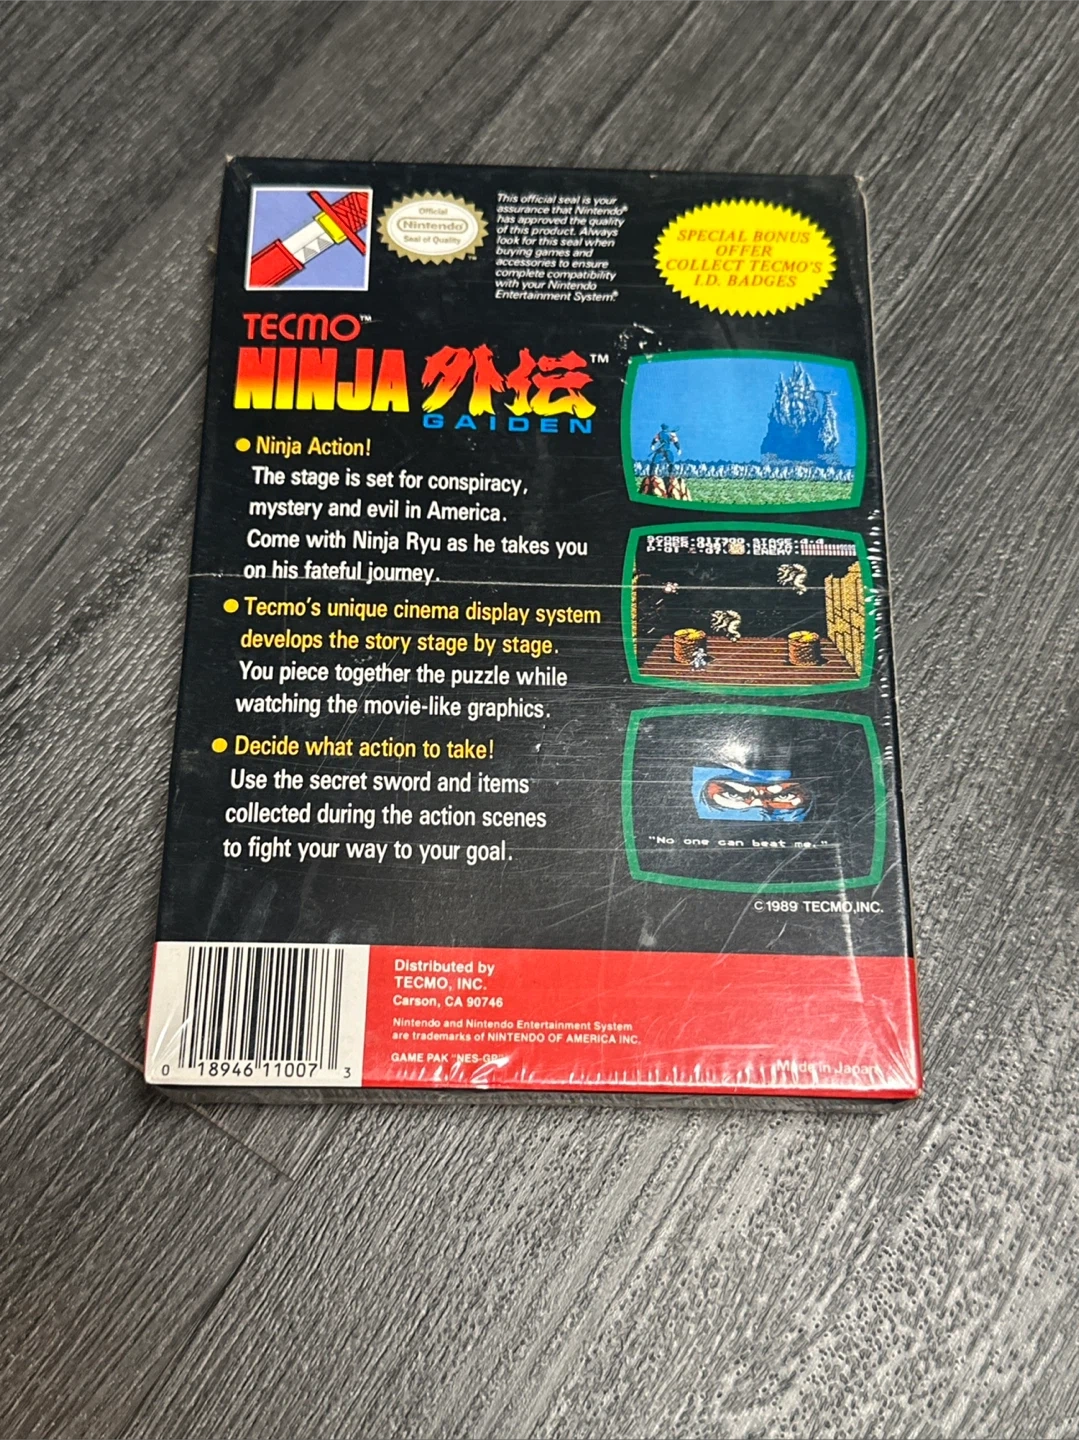 Official
Nintendo
Seal of Quality
™
This official seal is your
assurance that Nintendo®
has approved the quality
of this product. Always
look for this seal when
buying games and
accessories to ensure
complete compatibility
with your Nintendo
Entertainment System.®
SPECIAL BONUS
OFFER
COLLECT TECMO'S
I.D. BADGES
TECMO™
NINJA 外伝™
GAIDEN
● Ninja Action!
The stage is set for conspiracy,
mystery and evil in America.
Come with Ninja Ryu as he takes you
on his fateful journey.
● Tecmo's unique cinema display system
develops the story stage by stage.
You piece together the puzzle while
watching the movie-like graphics.
● Decide what action to take!
Use the secret sword and items
collected during the action scenes
to fight your way to your goal.
"No one can beat me."
© 1989 TECMO,INC.
0 18946 11007 3
Distributed by
TECMO, INC.
Carson, CA 90746
Nintendo and Nintendo Entertainment System
are trademarks of NINTENDO OF AMERICA INC.
GAME PAK
Made in Japan